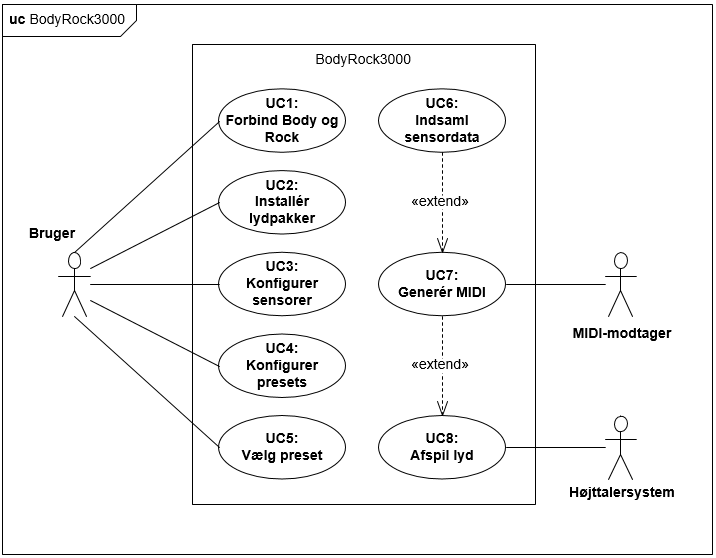 uc BodyRock3000
BodyRock3000
UC1:
Forbind Body og
Rock
UC6:
Indsaml
sensordata
UC2:
Installér
lydpakker
«extend»
Bruger
UC3:
Konfigurer
sensorer
UC7:
Generér MIDI
MIDI-modtager
UC4:
Konfigurer
presets
«extend»
UC5:
Vælg preset
UC8:
Afspil lyd
Højttalersystem